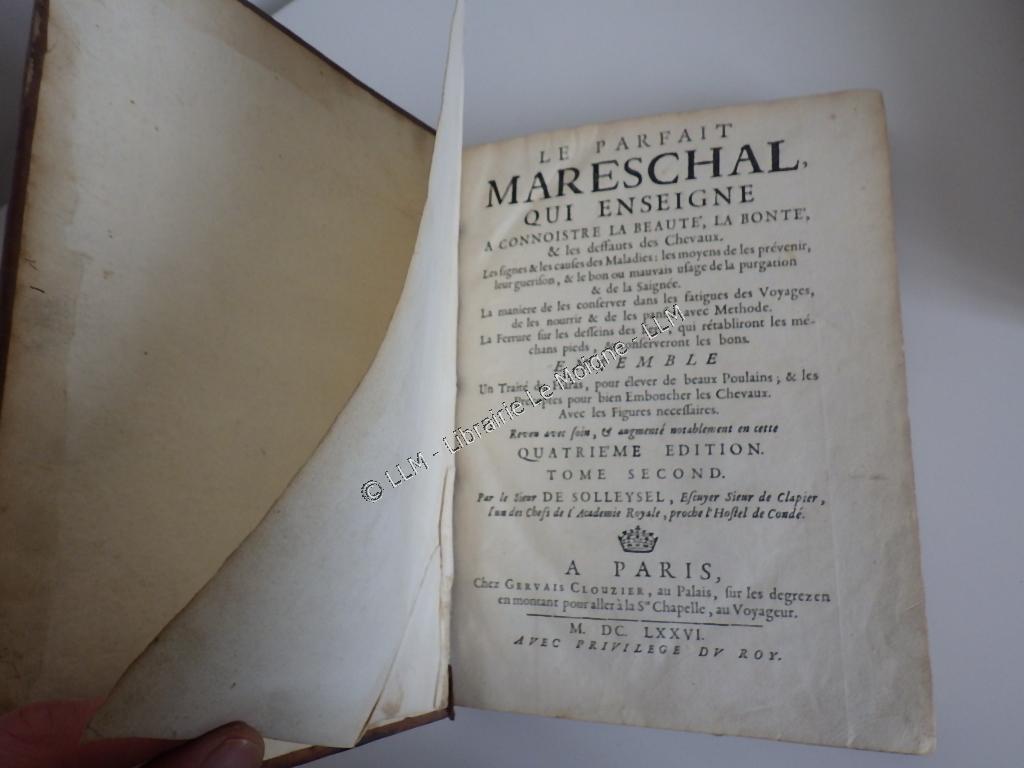 LE PARFAIT
MARESCHAL,
QUI ENSEIGNE
A CONNOISTRE LA BEAUTE', LA BONTE',
& les deffauts des Chevaux.
Les ſignes & les cauſes des Maladies: les moyens de les prévenir,
leur gueriſon, & le bon ou mauvais uſage de la purgation
& de la Saignée.
La maniere de les conſerver dans les fatigues des Voyages,
de les nourrir & de les panſer avec Methode.
La Ferrure ſur les deſſeins des qui rétabliront les mé-
chans pieds, & conſerveront les bons.
ENSEMBLE
Un Traité de Haras, pour élever de beaux Poulains; & les
Preceptes pour bien Emboucher les Chevaux.
Avec les Figures neceſſaires.
Reveu avec ſoin, & augmenté notablement en cette
QUATRIE'ME EDITION.
TOME SECOND.
Par le Sieur DE SOLLEYSEL, Eſcuyer Sieur de Clapier,
l'un des Chefs de l'Academie Royale, proche l'Hoſtel de Condé.
A PARIS,
Chez GERVAIS CLOUZIER, au Palais, ſur les degrez en
en montant pour aller à la Ste Chapelle, au Voyageur.
M. DC. LXXVI.
AVEC PRIVILEGE DV ROY.
© LLM - Librairie Le Moigne - LLM